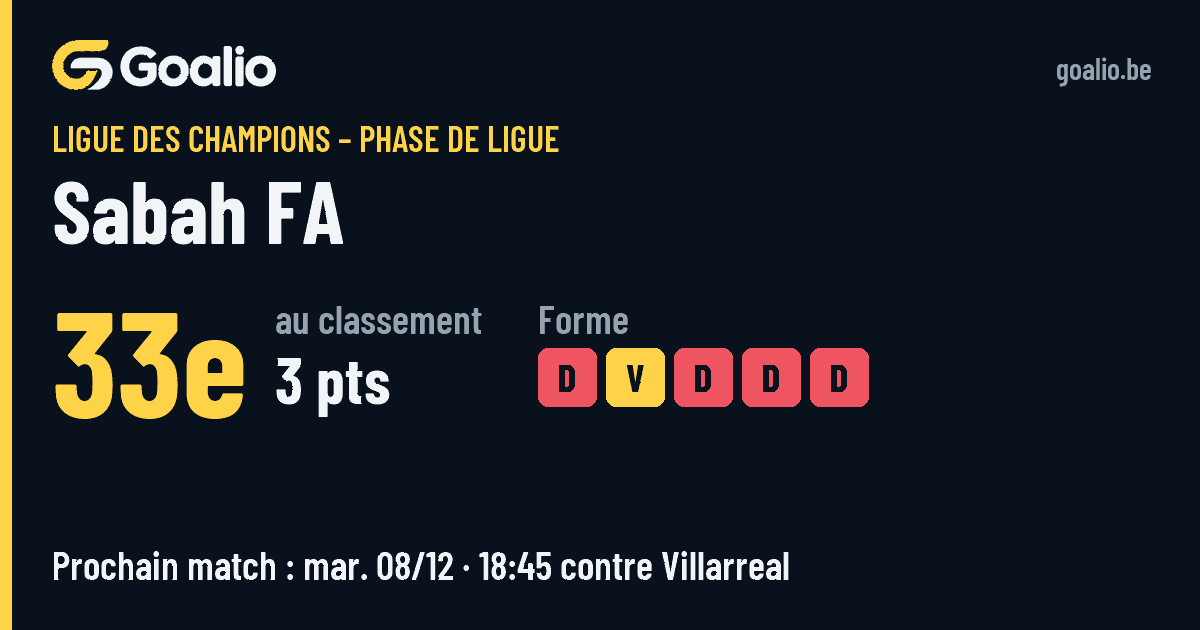 Goalio
goalio.be
LIGUE DES CHAMPIONS – PHASE DE LIGUE
Sabah FA
33e
au classement
3 pts
Forme
D V D D D
Prochain match : mar. 08/12 · 18:45 contre Villarreal